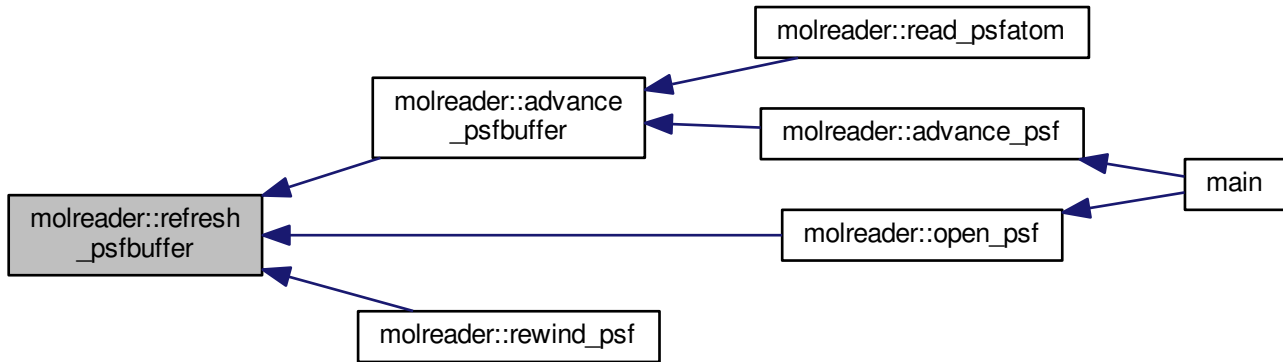 molreader::read_psfatom
molreader::advance
_psfbuffer
molreader::advance_psf
main
molreader::refresh
_psfbuffer
molreader::open_psf
molreader::rewind_psf